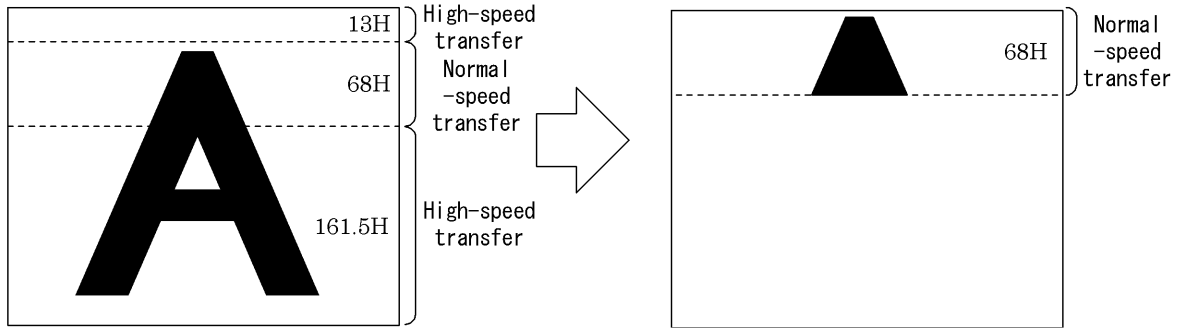 13H
High-speed
transfer
68H
Normal
-speed
transfer
161.5H
High-speed
transfer
68H
Normal
-speed
transfer